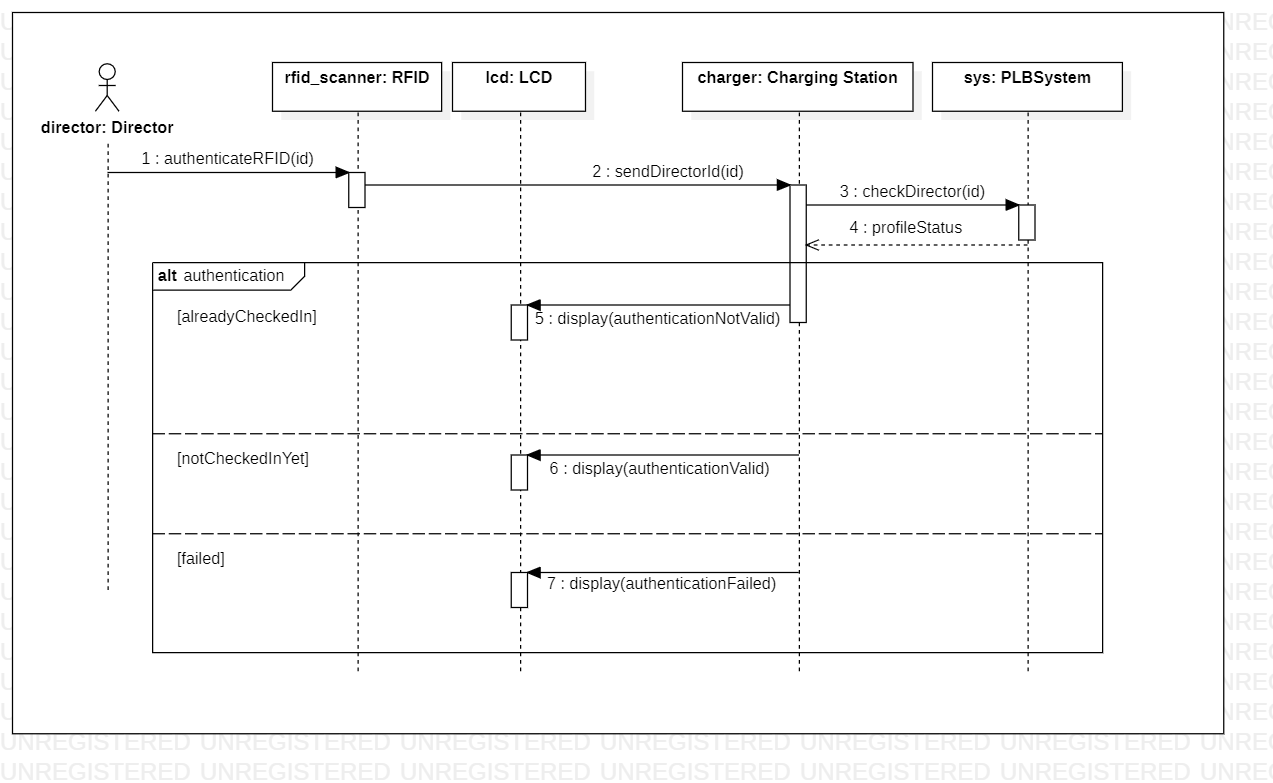 rfid_scanner: RFID
lcd: LCD
charger: Charging Station
sys: PLBSystem
director: Director
1 : authenticateRFID(id)
2 : sendDirectorId(id)
3 : checkDirector(id)
4 : profileStatus
alt authentication
[alreadyCheckedIn]
5 : display(authenticationNotValid)
[notCheckedInYet]
6 : display(authenticationValid)
[failed]
7 : display(authenticationFailed)
UNREGISTERED UNREGISTERED UNREGISTERED UNREGISTERED UNREGISTERED UNREGISTERED
UNREGISTERED UNREGISTERED UNREGISTERED UNREGISTERED UNREGISTERED UNREGISTERED